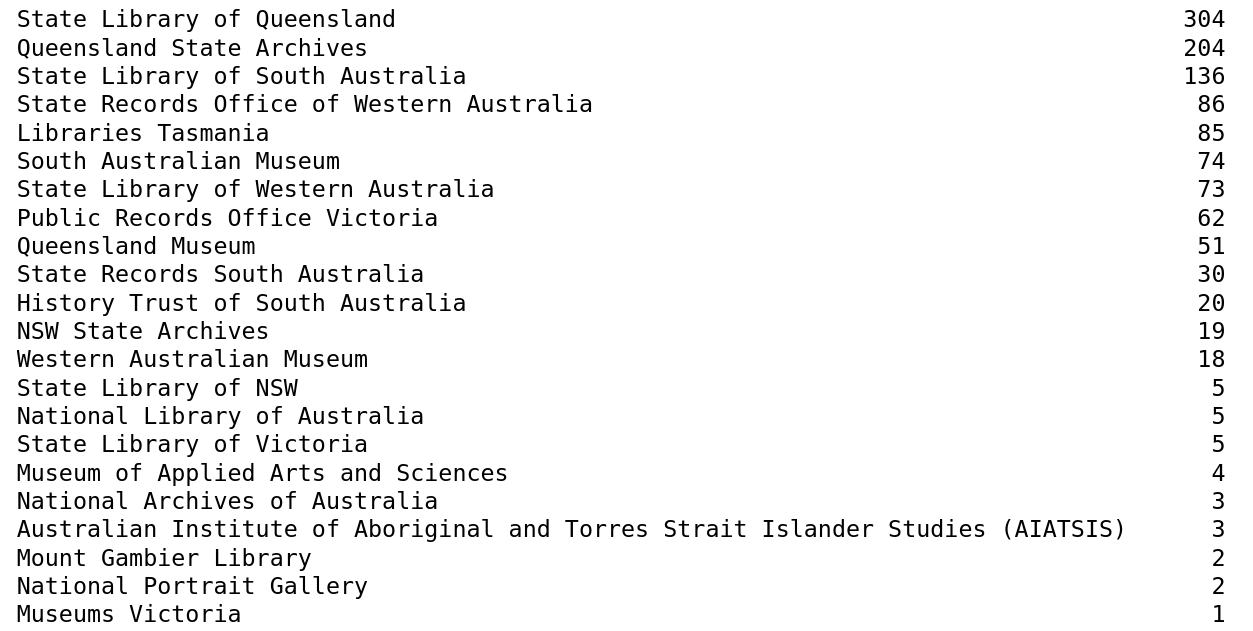 State Library of Queensland 304
Queensland State Archives 204
State Library of South Australia 136
State Records Office of Western Australia 86
Libraries Tasmania 85
South Australian Museum 74
State Library of Western Australia 73
Public Records Office Victoria 62
Queensland Museum 51
State Records South Australia 30
History Trust of South Australia 20
NSW State Archives 19
Western Australian Museum 18
State Library of NSW 5
National Library of Australia 5
State Library of Victoria 5
Museum of Applied Arts and Sciences 4
National Archives of Australia 3
Australian Institute of Aboriginal and Torres Strait Islander Studies (AIATSIS) 3
Mount Gambier Library 2
National Portrait Gallery 2
Museums Victoria 1